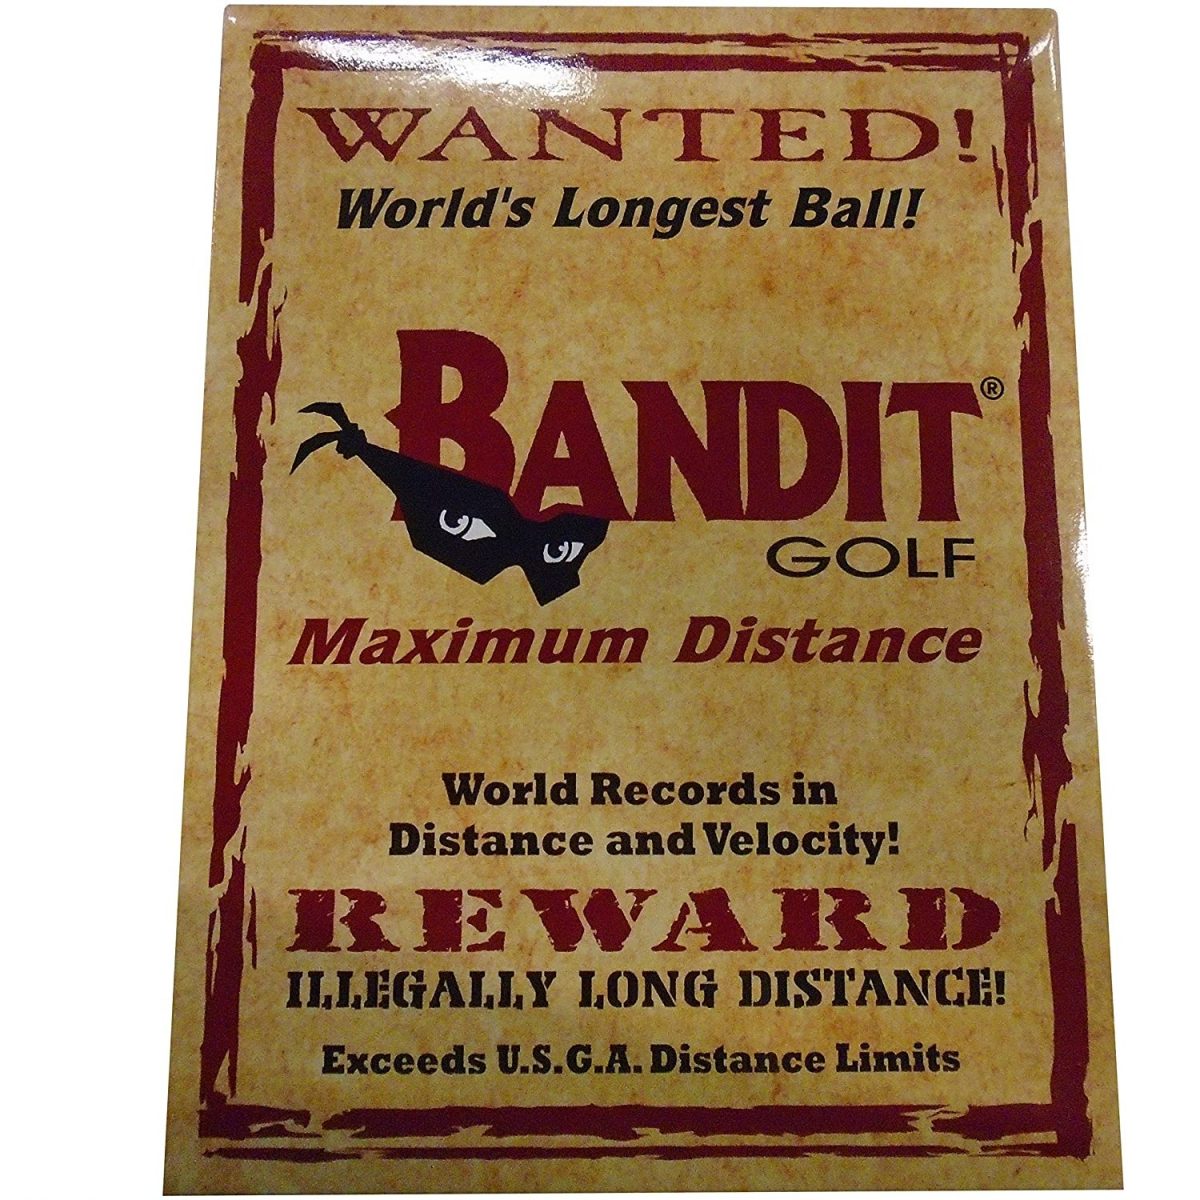 WANTED!
World's Longest Ball!
BANDIT®
GOLF
Maximum Distance
World Records in
Distance and Velocity!
REWARD
ILLEGALLY LONG DISTANCE!
Exceeds U.S.G.A. Distance Limits